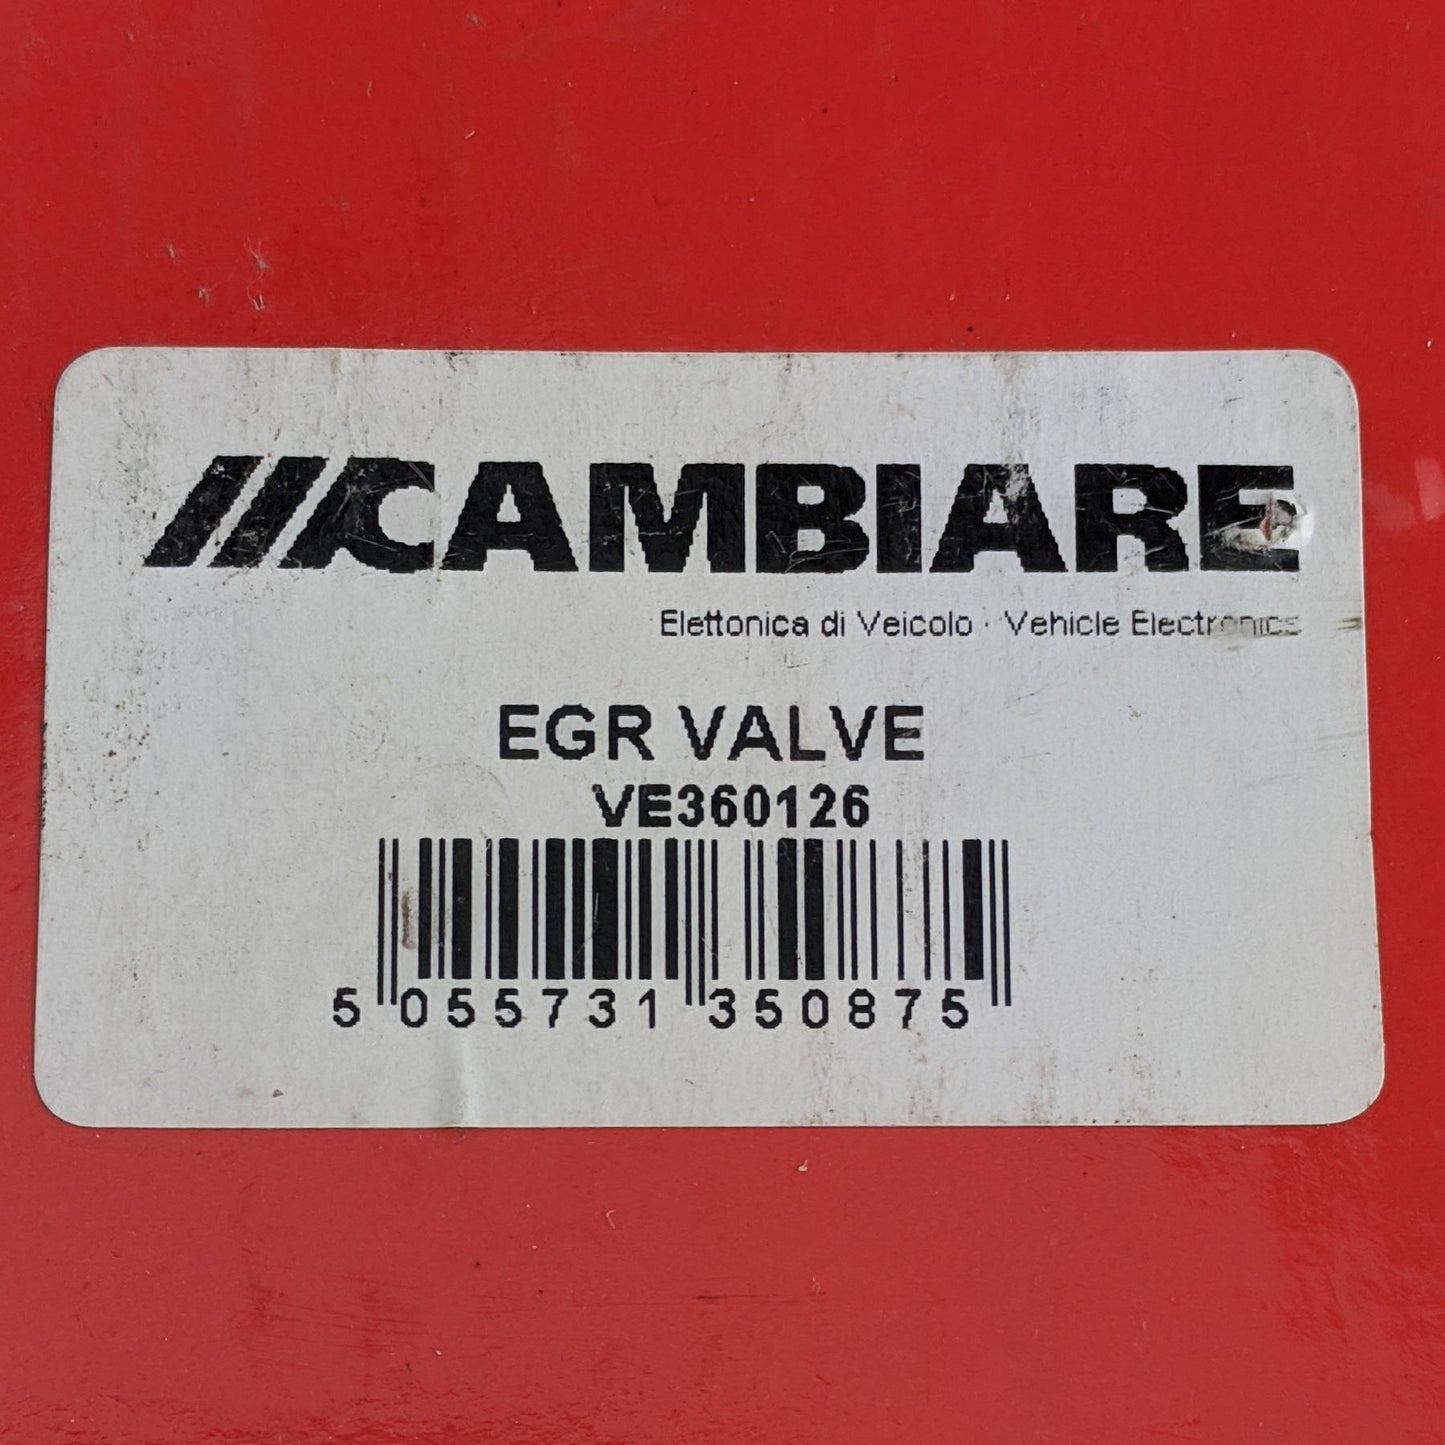 CAMBIARE
Elettonica di Veicolo · Vehicle Electronics
EGR VALVE
VE360126
5 055731 350875